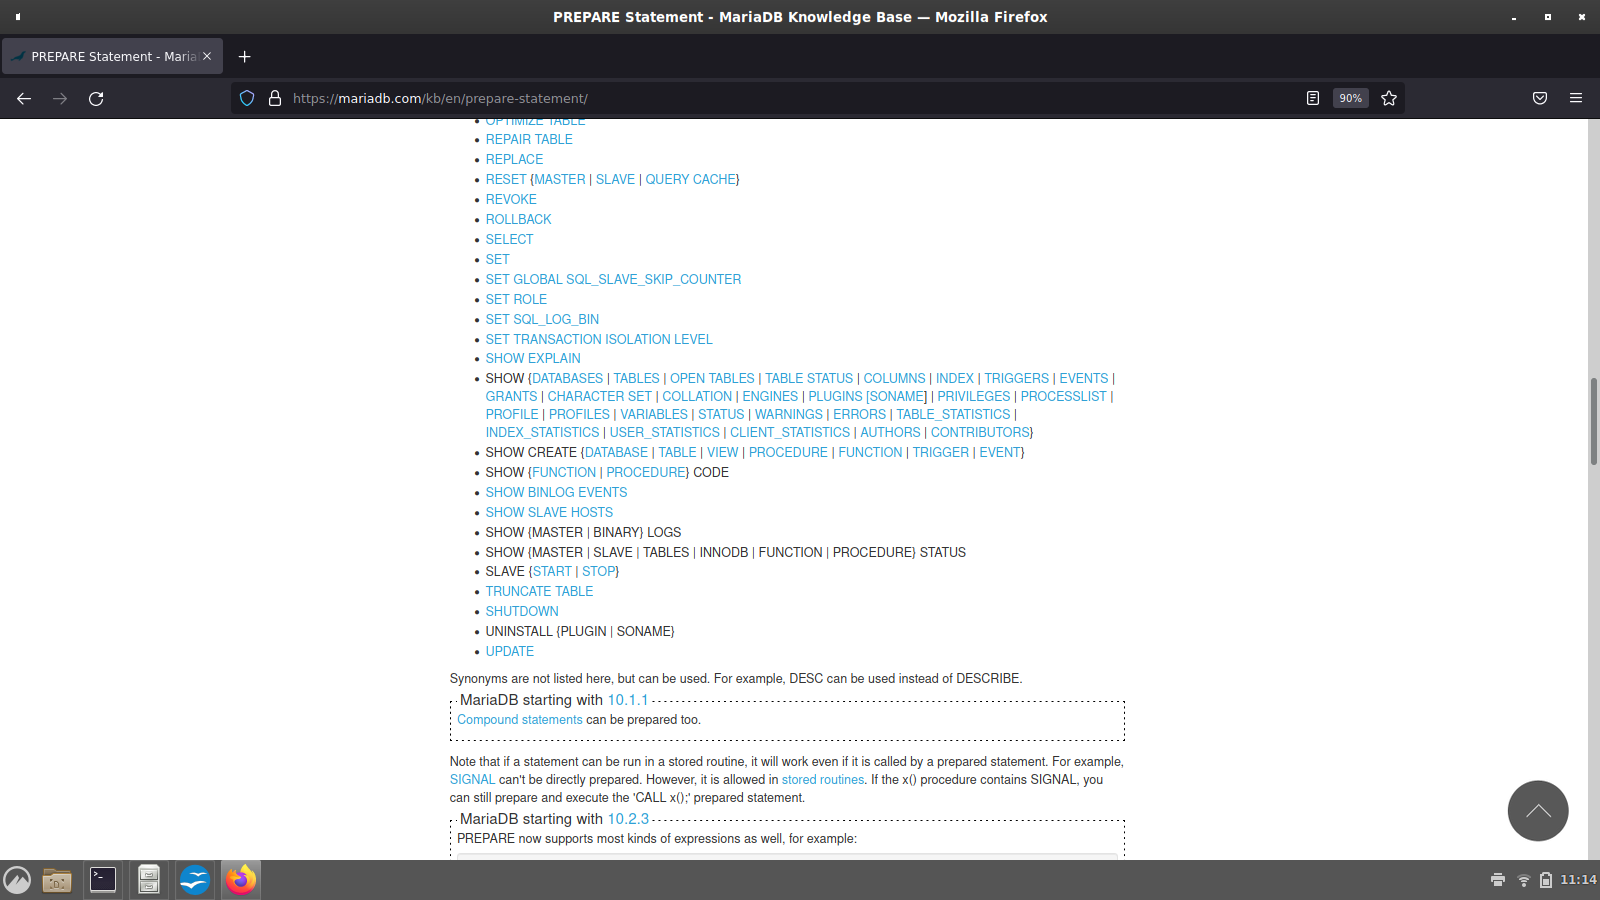 PREPARE Statement - MariaDB Knowledge Base — Mozilla Firefox
PREPARE Statement - Maria
https://mariadb.com/kb/en/prepare-statement/
90%
OPTIMIZE TABLE
REPAIR TABLE
REPLACE
RESET {MASTER | SLAVE | QUERY CACHE}
REVOKE
ROLLBACK
SELECT
SET
SET GLOBAL SQL_SLAVE_SKIP_COUNTER
SET ROLE
SET SQL_LOG_BIN
SET TRANSACTION ISOLATION LEVEL
SHOW EXPLAIN
SHOW {DATABASES | TABLES | OPEN TABLES | TABLE STATUS | COLUMNS | INDEX | TRIGGERS | EVENTS |
GRANTS | CHARACTER SET | COLLATION | ENGINES | PLUGINS [SONAME] | PRIVILEGES | PROCESSLIST |
PROFILE | PROFILES | VARIABLES | STATUS | WARNINGS | ERRORS | TABLE_STATISTICS |
INDEX_STATISTICS | USER_STATISTICS | CLIENT_STATISTICS | AUTHORS | CONTRIBUTORS}
SHOW CREATE {DATABASE | TABLE | VIEW | PROCEDURE | FUNCTION | TRIGGER | EVENT}
SHOW {FUNCTION | PROCEDURE} CODE
SHOW BINLOG EVENTS
SHOW SLAVE HOSTS
SHOW {MASTER | BINARY} LOGS
SHOW {MASTER | SLAVE | TABLES | INNODB | FUNCTION | PROCEDURE} STATUS
SLAVE {START | STOP}
TRUNCATE TABLE
SHUTDOWN
UNINSTALL {PLUGIN | SONAME}
UPDATE
Synonyms are not listed here, but can be used. For example, DESC can be used instead of DESCRIBE.
MariaDB starting with 10.1.1
Compound statements can be prepared too.
Note that if a statement can be run in a stored routine, it will work even if it is called by a prepared statement. For example,
SIGNAL can't be directly prepared. However, it is allowed in stored routines. If the x() procedure contains SIGNAL, you
can still prepare and execute the 'CALL x();' prepared statement.
MariaDB starting with 10.2.3
PREPARE now supports most kinds of expressions as well, for example:
11:14